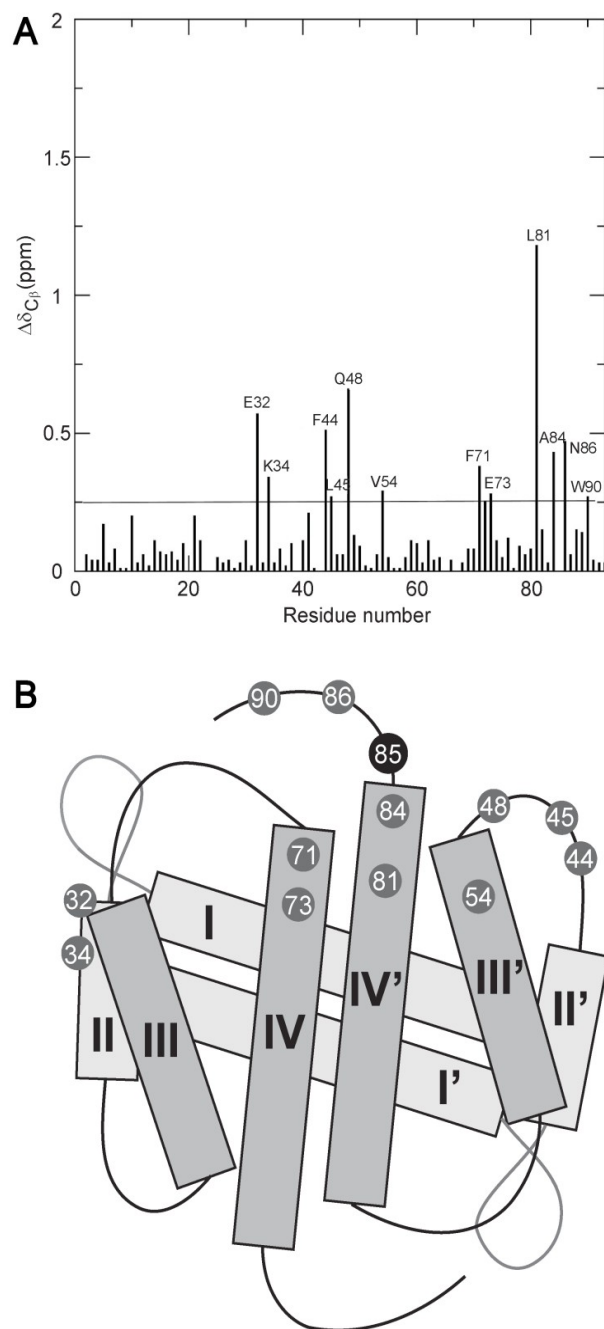 A
2
1.5
1
0.5
0
ΔδCβ (ppm)
E32
K34
F44
L45
Q48
V54
F71
E73
L81
A84
N86
W90
0
20
40
60
80
Residue number
B
90
86
85
84
48
45
44
71
81
54
73
32
34
I
II
III
IV
IV’
III’
II’
I’